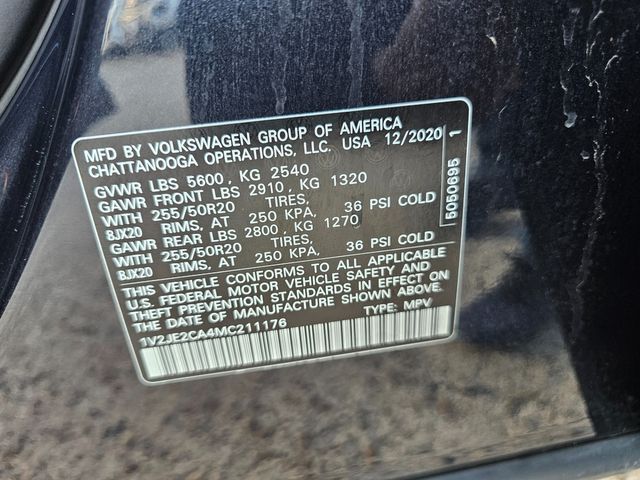 MFD BY VOLKSWAGEN GROUP OF AMERICA
CHATTANOOGA OPERATIONS, LLC. USA 12/2020
GVWR LBS 5600, KG 2540
GAWR FRONT LBS 2910, KG 1320
WITH 255/50R20 TIRES,
8JX20 RIMS, AT 250 KPA, 36 PSI COLD
GAWR REAR LBS 2800, KG 1270
WITH 255/50R20 TIRES,
8JX20 RIMS, AT 250 KPA, 36 PSI COLD
THIS VEHICLE CONFORMS TO ALL APPLICABLE
U.S. FEDERAL MOTOR VEHICLE SAFETY AND
THEFT PREVENTION STANDARDS IN EFFECT ON
THE DATE OF MANUFACTURE SHOWN ABOVE.
1V2JE2CA4MC211176 TYPE: MPV
5050695 1